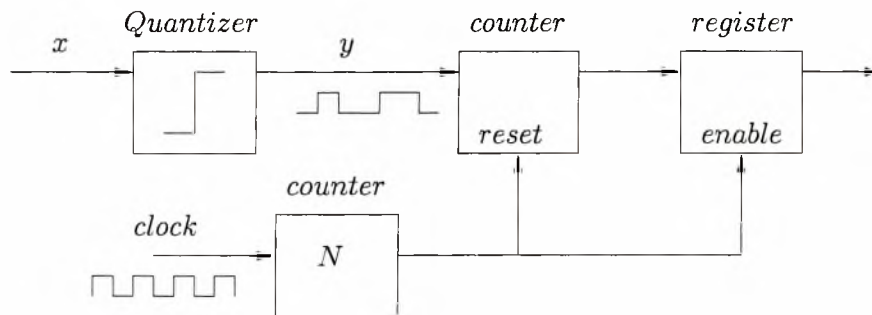 Quantizer
counter
register
x
y
reset
enable
counter
clock
N